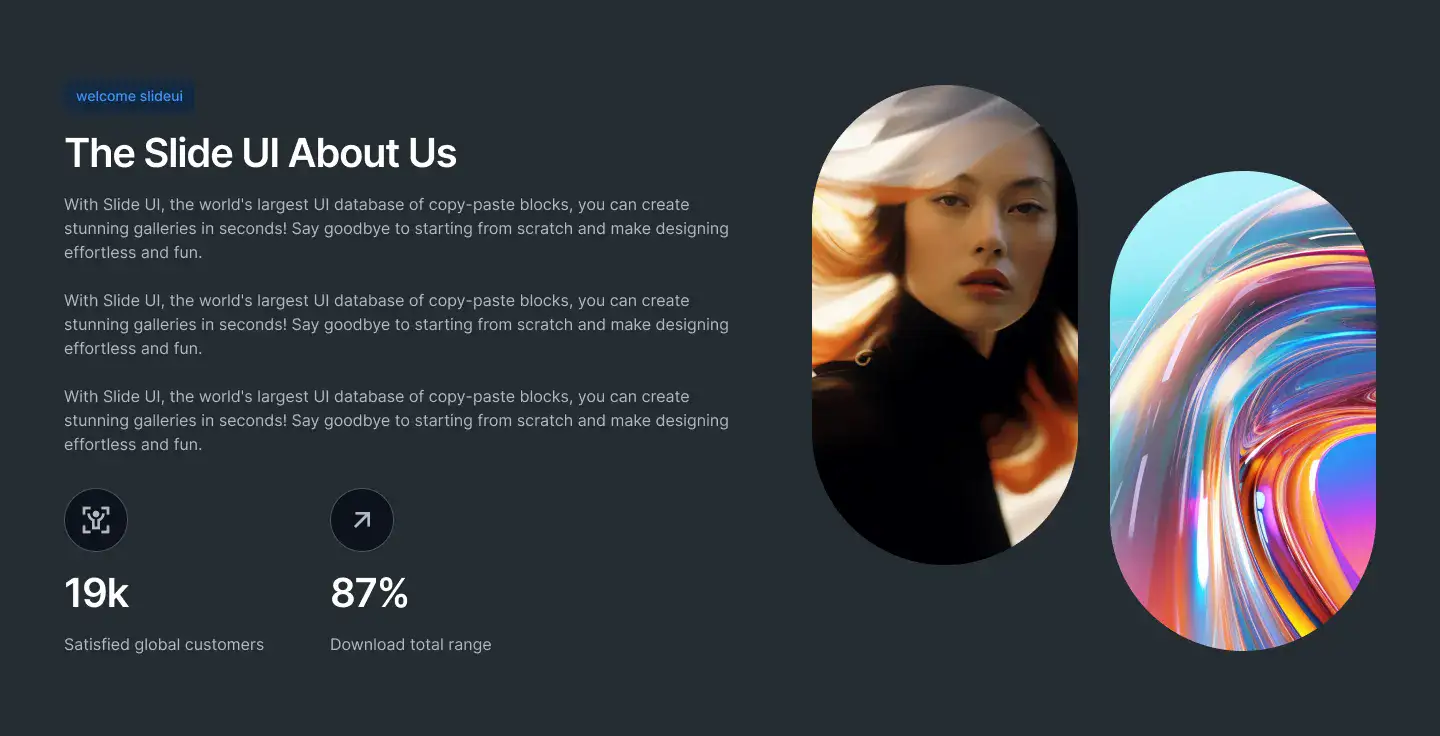 welcome slideui
The Slide UI About Us
With Slide UI, the world's largest UI database of copy-paste blocks, you can create
stunning galleries in seconds! Say goodbye to starting from scratch and make designing
effortless and fun.
With Slide UI, the world's largest UI database of copy-paste blocks, you can create
stunning galleries in seconds! Say goodbye to starting from scratch and make designing
effortless and fun.
With Slide UI, the world's largest UI database of copy-paste blocks, you can create
stunning galleries in seconds! Say goodbye to starting from scratch and make designing
effortless and fun.
19k
Satisfied global customers
87%
Download total range